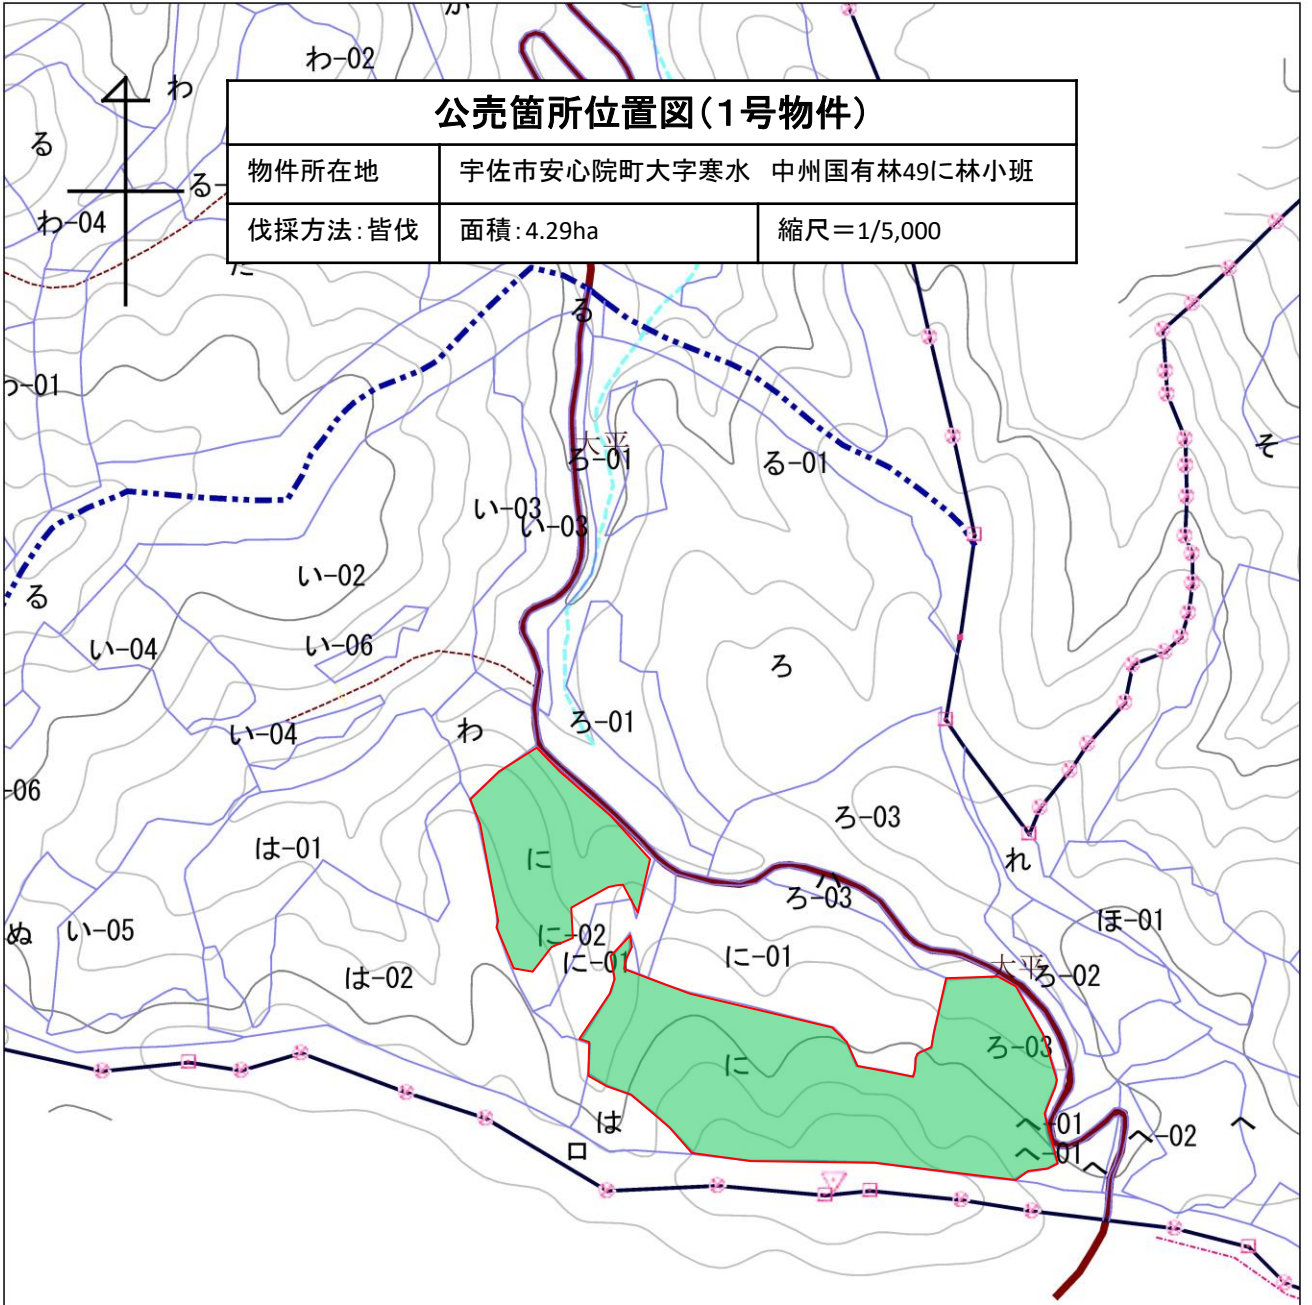 か
わ-02
わ
公売箇所位置図（１号物件）
る
物件所在地 宇佐市安心院町大字寒水 中州国有林49に林小班
る-
わ-04
伐採方法：皆伐 面積：4.29ha 縮尺＝1/5,000
た
る
-01
大平
ろ-01
る-01
そ
い-03
い-03
い-02
る
い-04
い-06
ろ
ろ-01
わ
い-04
-06
ろ-03
は-01
に
れ
ハ
ろ-03
ほ-01
ぬ
い-05
に-02
に-01
に-01
大平
ろ-02
は-02
ろ-03
に
は
へ-01
へ-02
へ
ロ
へ-01
へ